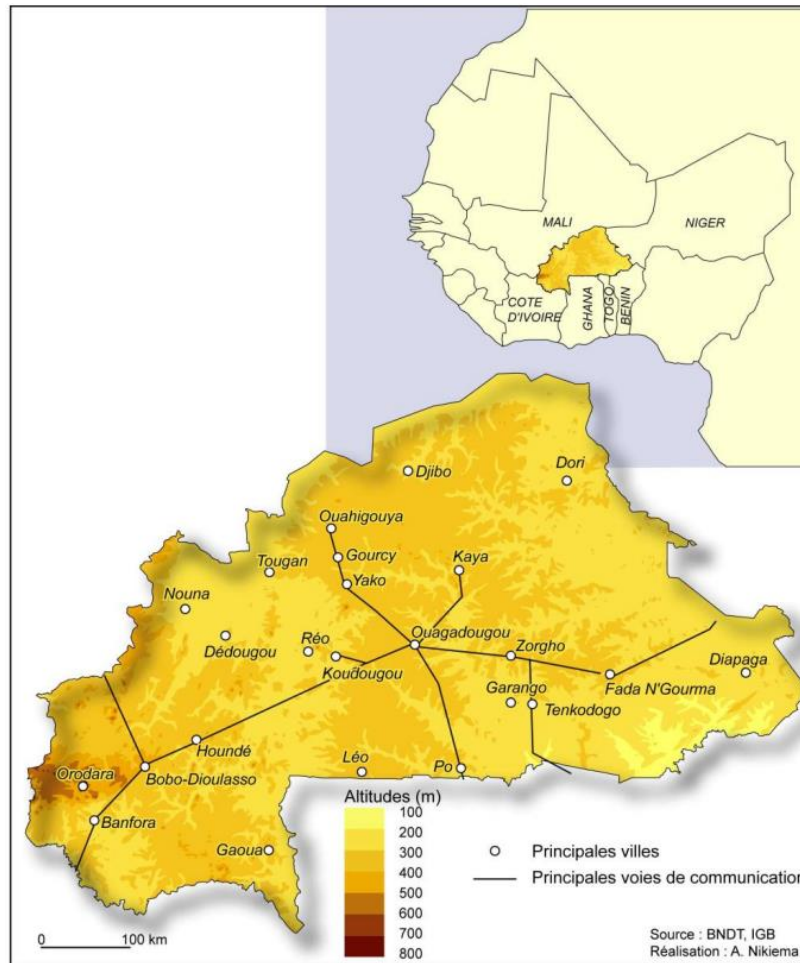 MALI
NIGER
COTE
D'IVOIRE
GHANA
TOGO
BENIN
Djibo
Dori
Ouahigouya
Gourcy
Kaya
Tougan
Yako
Nouna
Ouagadougou
Réo
Zorgho
Dédougou
Koudougou
Diapaga
Garango
Fada N'Gourma
Tenkodogo
Houndé
Léo
Po
Orodara
Bobo-Dioulasso
Banfora
Gaoua
Altitudes (m)
100
200
300
400
500
600
700
800
Principales villes
Principales voies de communication
0 100 km
Source : BNDT, IGB
Réalisation : A. Nikiema